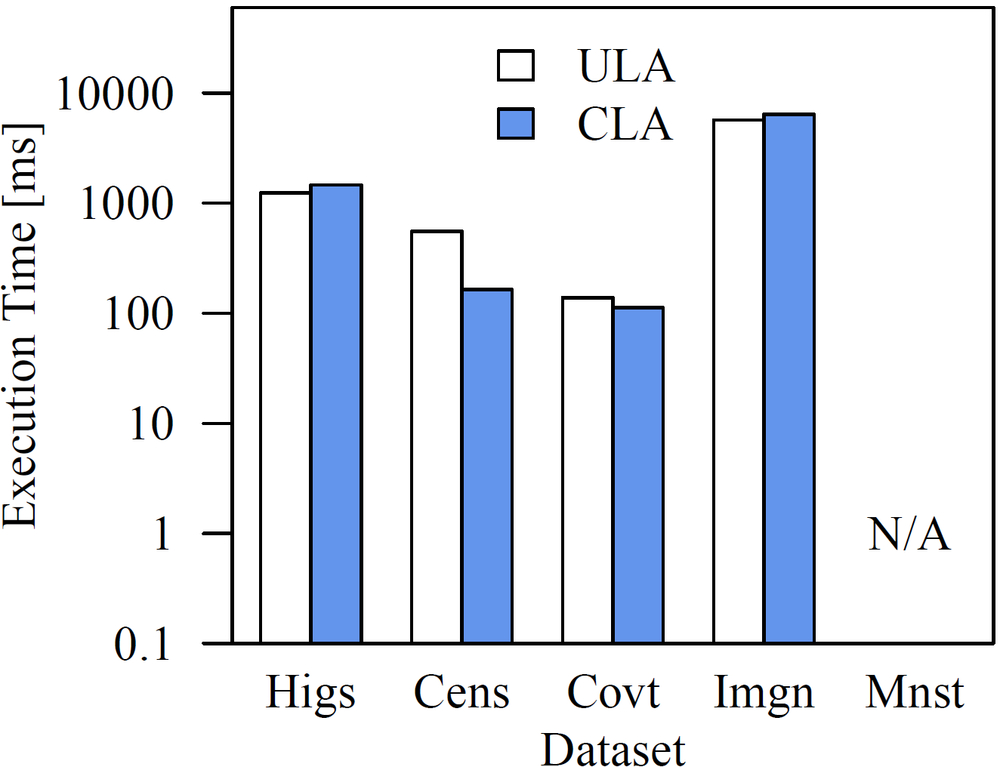 ULA
CLA
Execution Time [ms]
10000
1000
100
10
1
0.1
N/A
Higs Cens Covt Imgn Mnst
Dataset